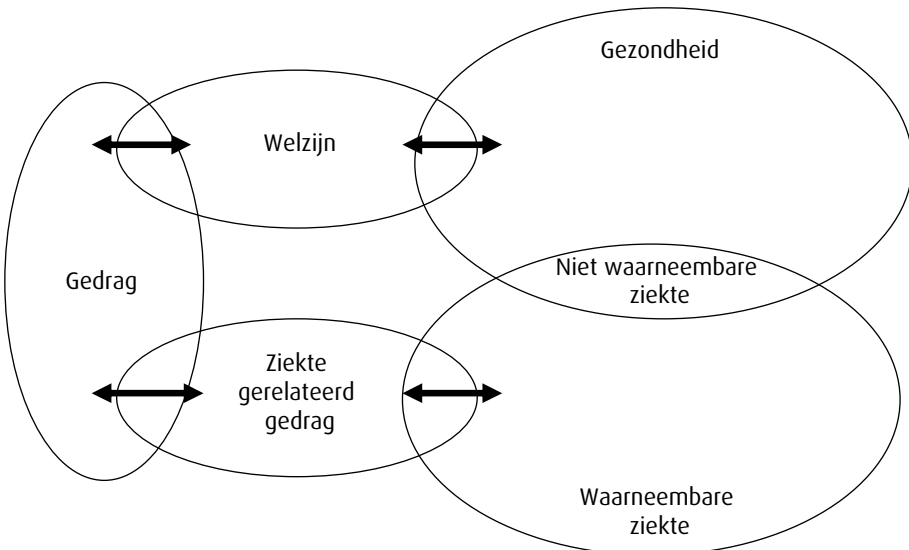 Gezondheid
Welzijn
Gedrag
Niet waarneembare
ziekte
Ziekte
gerelateerd
gedrag
Waarneembare
ziekte